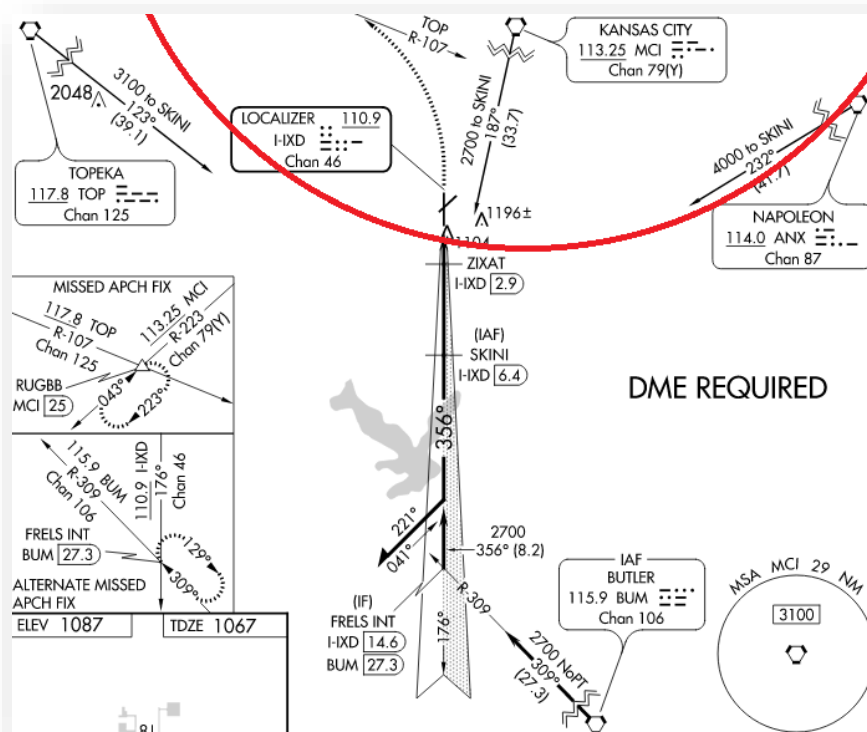 TOP
R-107
KANSAS CITY
113.25 MCI
Chan 79(Y)
2048
3100 to SKINI
123°
(39.1)
LOCALIZER 110.9
I-IXD
Chan 46
2700 to SKINI
187°
(33.7)
4000 to SKINI
232°
(41.7)
TOPEKA
117.8 TOP
Chan 125
1196±
1104
NAPOLEON
114.0 ANX
Chan 87
ZIXAT
I-IXD 2.9
MISSED APCH FIX
117.8 TOP
R-107
Chan 125
113.25 MCI
R-223
Chan 79(Y)
RUGBB
MCI 25
043°
223°
(IAF)
SKINI
I-IXD 6.4
DME REQUIRED
356°
115.9 BUM
R-309
Chan 106
110.9 I-IXD
176°
Chan 46
FRELS INT
BUM 27.3
129°
309°
ALTERNATE MISSED
APCH FIX
221°
041°
2700
356° (8.2)
(IF)
FRELS INT
I-IXD 14.6
BUM 27.3
176°
R-309
2700 NoPT
309°
(27.3)
IAF
BUTLER
115.9 BUM
Chan 106
MSA MCI 29 NM
3100
ELEV 1087
TDZE 1067